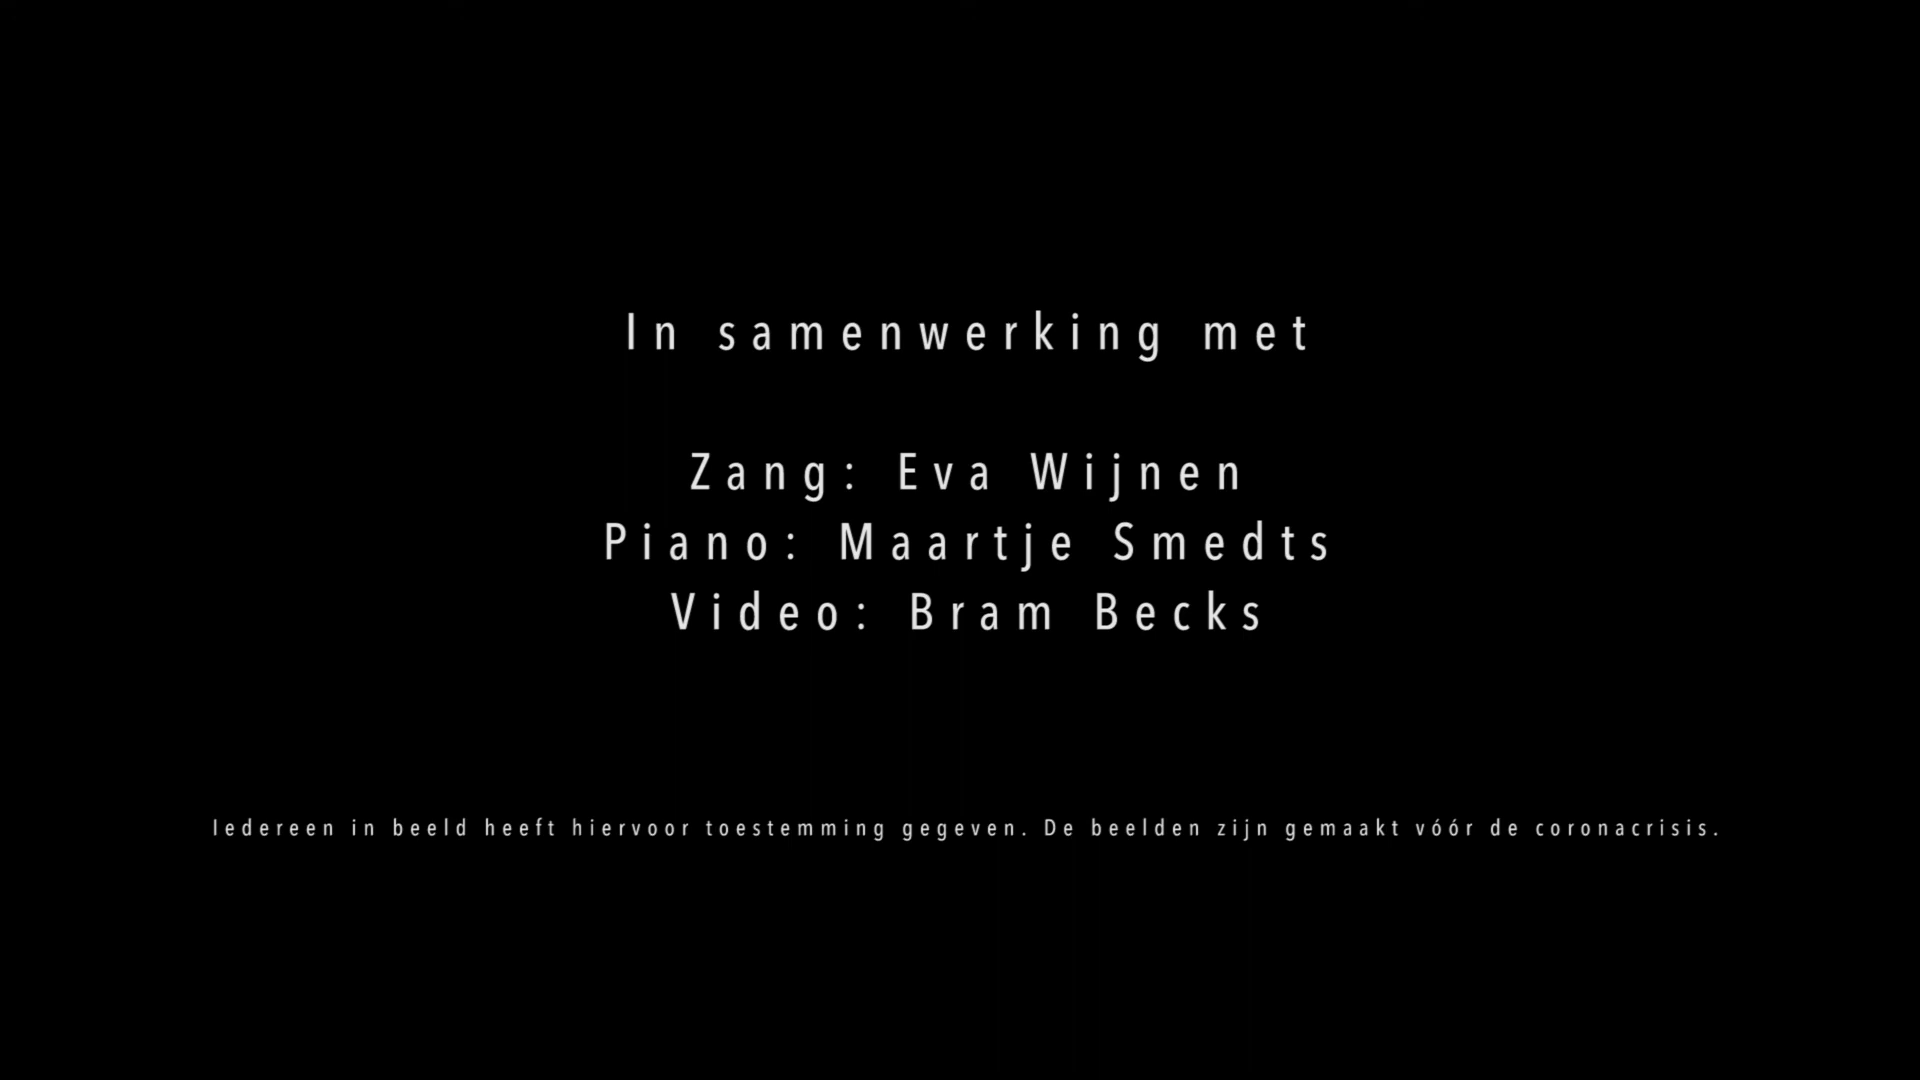 In samenwerking met
Zang: Eva Wijnen
Piano: Maartje Smedts
Video: Bram Becks
Iedereen in beeld heeft hiervoor toestemming gegeven. De beelden zijn gemaakt vóór de coronacrisis.